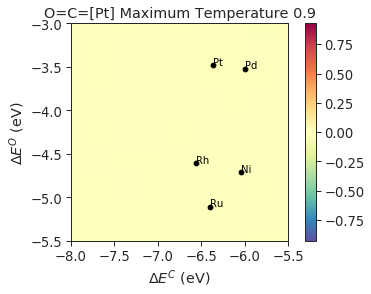 O=C=[Pt] Maximum Temperature 0.9
−3.0
−3.5
−4.0
−4.5
−5.0
−5.5
ΔE^O (eV)
Pt
Pd
Rh
Ni
Ru
−8.0 −7.5 −7.0 −6.5 −6.0 −5.5
ΔE^C (eV)
0.75
0.50
0.25
0.00
−0.25
−0.50
−0.75